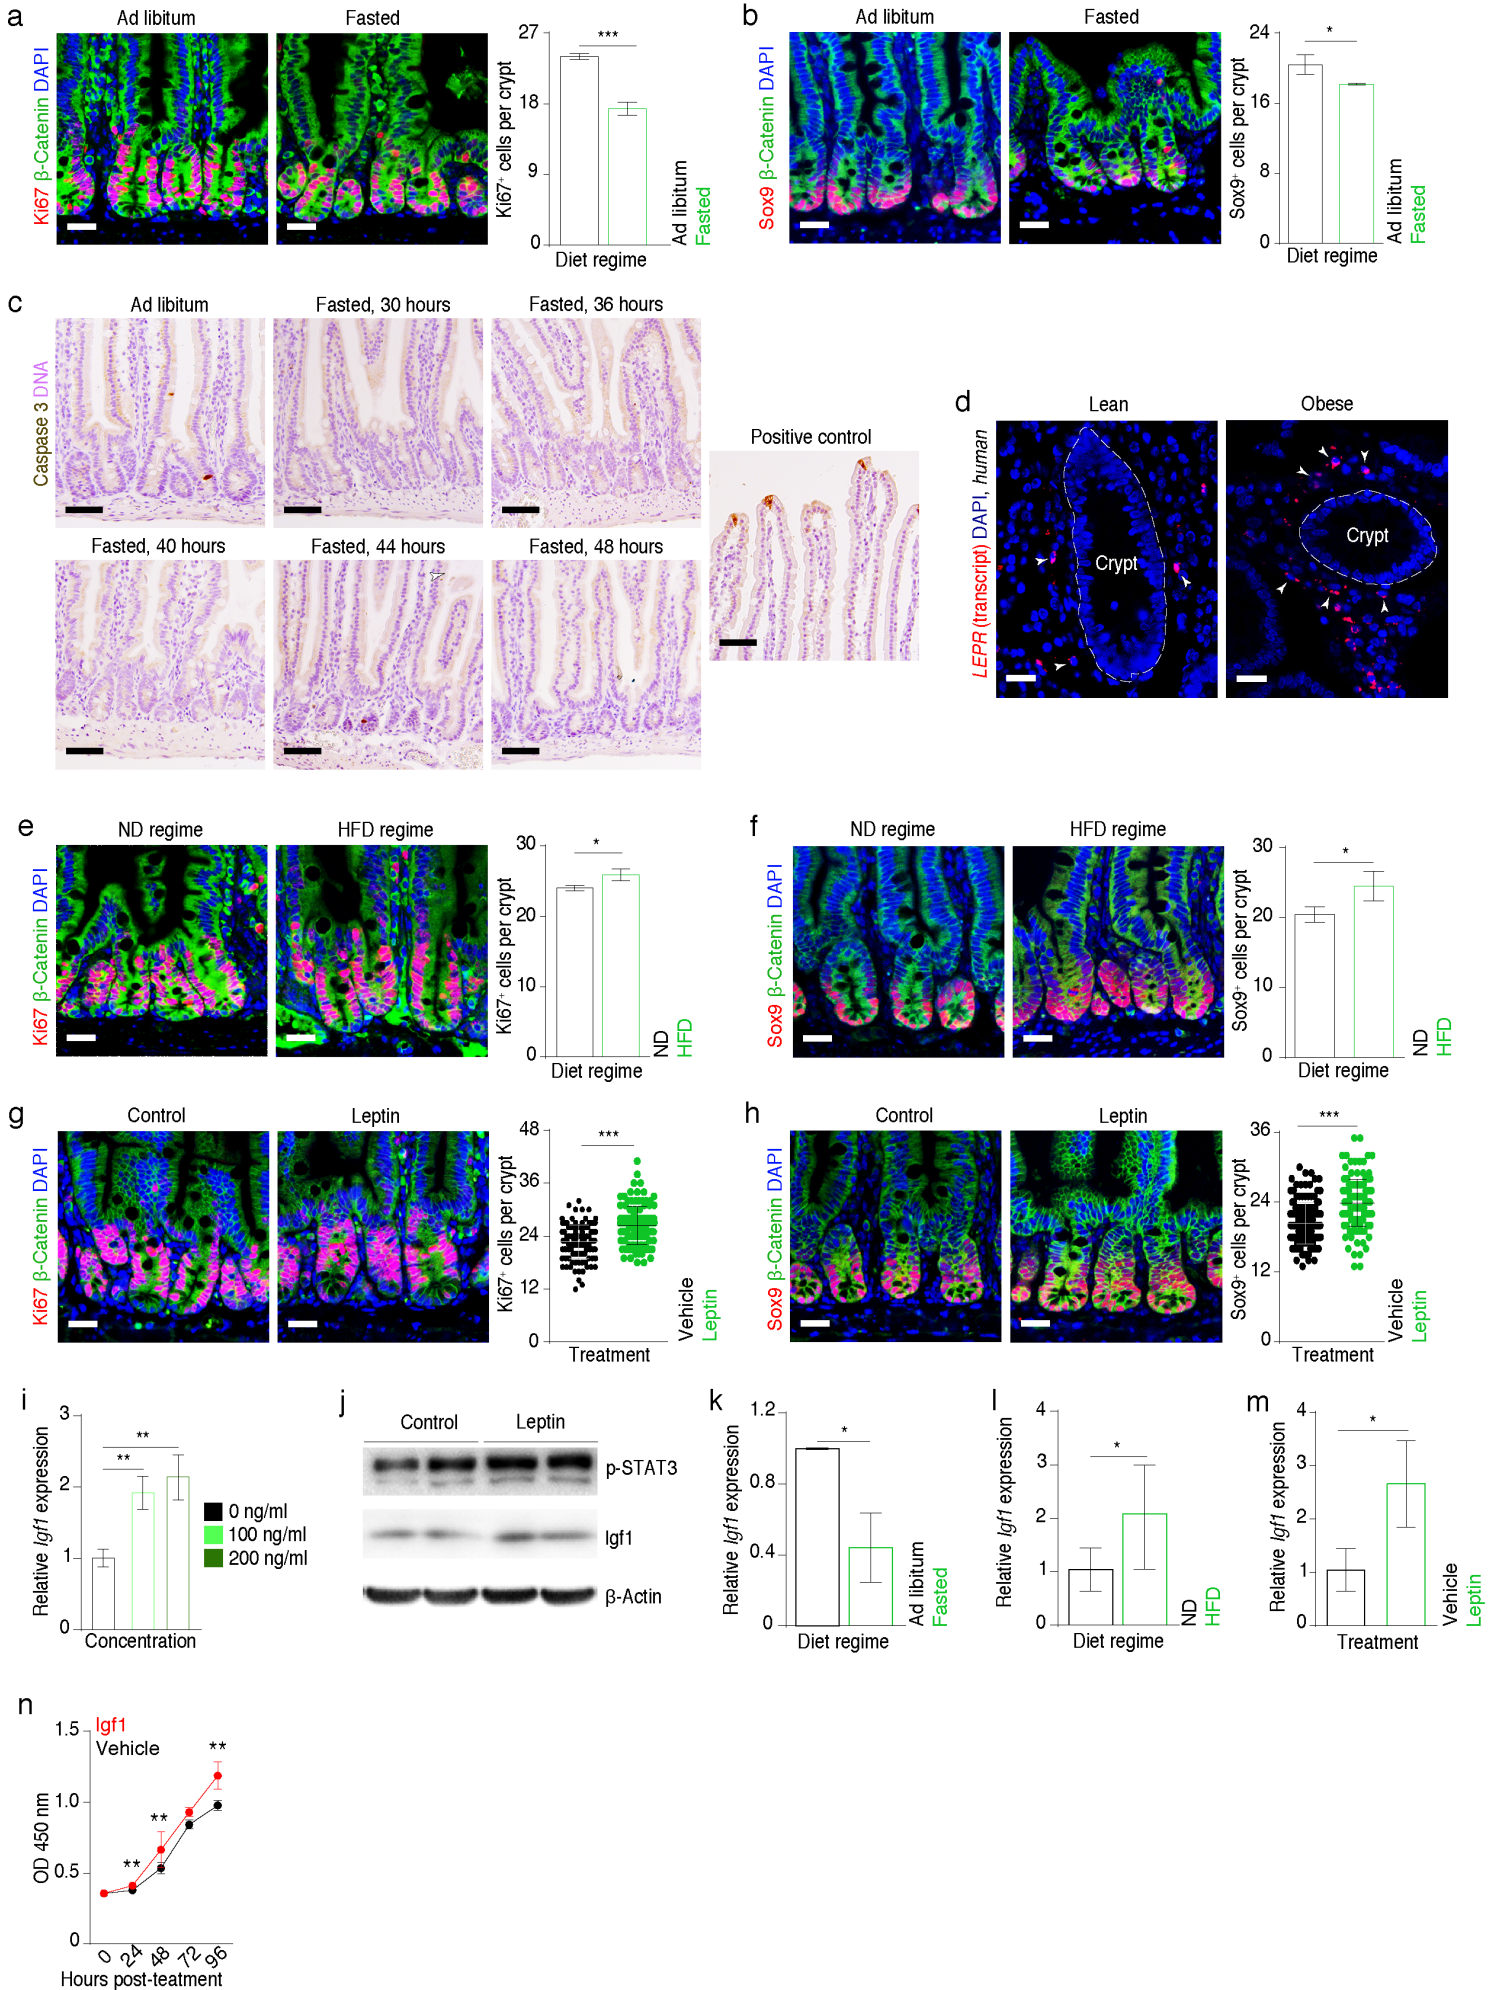 a
Ad libitum
Fasted
Ki67 β-Catenin DAPI
Ki67⁺ cells per crypt
27
18
9
0
***
Diet regime
Ad libitum
Fasted
b
Ad libitum
Fasted
Sox9 β-Catenin DAPI
Sox9⁺ cells per crypt
24
16
8
0
*
Diet regime
Ad libitum
Fasted
c
Caspase 3 DNA
Ad libitum
Fasted, 30 hours
Fasted, 36 hours
Fasted, 40 hours
Fasted, 44 hours
Fasted, 48 hours
Positive control
d
Lean
Obese
LEPR (transcript) DAPI, human
Crypt
Crypt
e
ND regime
HFD regime
Ki67 β-Catenin DAPI
Ki67⁺ cells per crypt
30
20
10
0
*
Diet regime
ND
HFD
f
ND regime
HFD regime
Sox9 β-Catenin DAPI
Sox9⁺ cells per crypt
30
20
10
0
*
Diet regime
ND
HFD
g
Control
Leptin
Ki67 β-Catenin DAPI
Ki67⁺ cells per crypt
48
36
24
12
0
***
Treatment
Vehicle
Leptin
h
Control
Leptin
Sox9 β-Catenin DAPI
Sox9⁺ cells per crypt
36
24
12
0
***
Treatment
Vehicle
Leptin
i
Relative Igf1 expression
3
2
1
0
**
**
Concentration
0 ng/ml
100 ng/ml
200 ng/ml
j
Control
Leptin
p-STAT3
Igf1
β-Actin
k
Relative Igf1 expression
1.2
0.8
0.4
0
*
Diet regime
Ad libitum
Fasted
l
Relative Igf1 expression
4
3
2
1
0
*
Diet regime
ND
HFD
m
Relative Igf1 expression
4
3
2
1
0
*
Treatment
Vehicle
Leptin
n
Igf1
Vehicle
OD 450 nm
1.5
1.0
0.5
0
**
**
**
0 24 48 72 96
Hours post-teatment